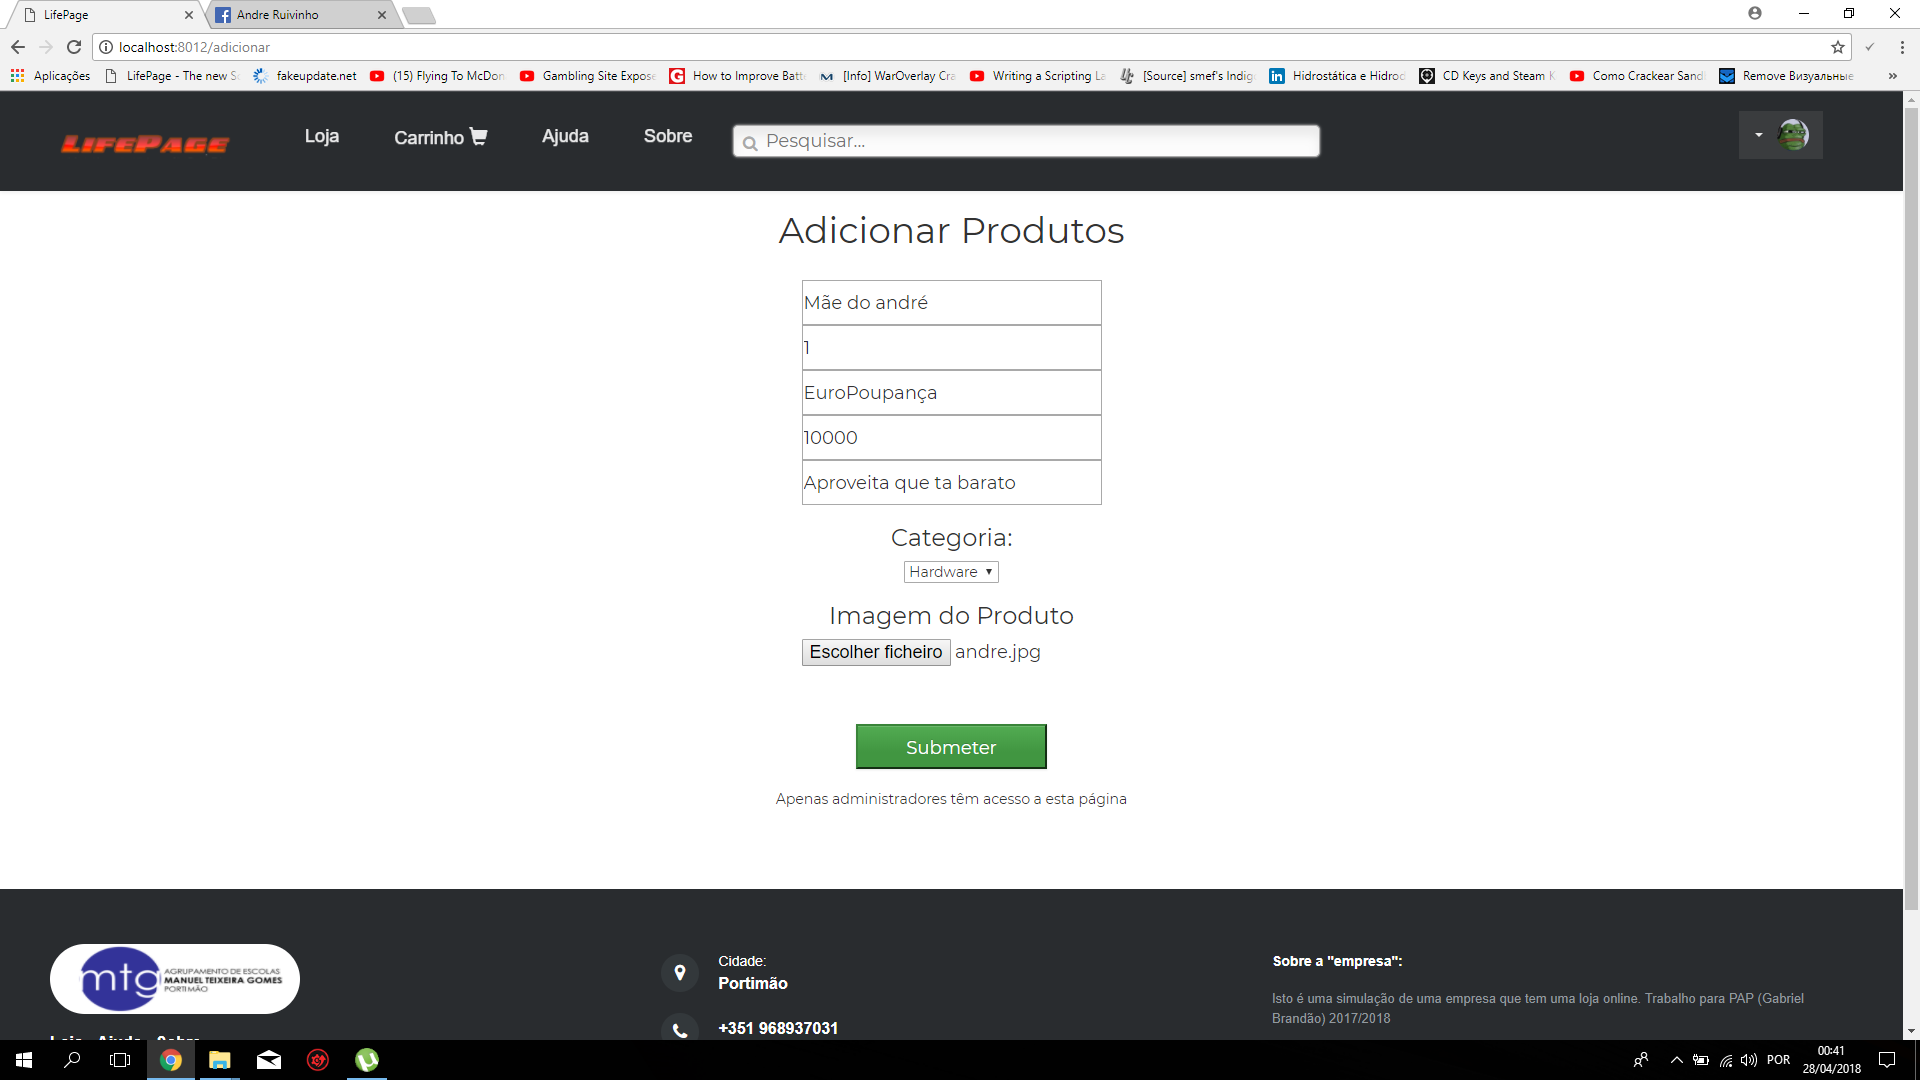 LifePage
Andre Ruivinho
localhost:8012/adicionar
Aplicações
LifePage - The new So
fakeupdate.net
(15) Flying To McDon
Gambling Site Expose
How to Improve Batt
[Info] WarOverlay Cra
Writing a Scripting La
[Source] smef's Indig
Hidrostática e Hidrod
CD Keys and Steam K
Como Crackear Sand
Remove Визуальные
»
LifePage
Loja
Carrinho
Ajuda
Sobre
Pesquisar...
Adicionar Produtos
Mãe do andré
1
EuroPoupança
10000
Aproveita que ta barato
Categoria:
Hardware
Imagem do Produto
Escolher ficheiro andre.jpg
Submeter
Apenas administradores têm acesso a esta página
mtg
AGRUPAMENTO DE ESCOLAS
MANUEL TEIXEIRA GOMES
PORTIMÃO
Loja Ajuda Sobre
Cidade:
Portimão
+351 968937031
Sobre a "empresa":
Isto é uma simulação de uma empresa que tem uma loja online. Trabalho para PAP (Gabriel
Brandão) 2017/2018
POR
00:41
28/04/2018